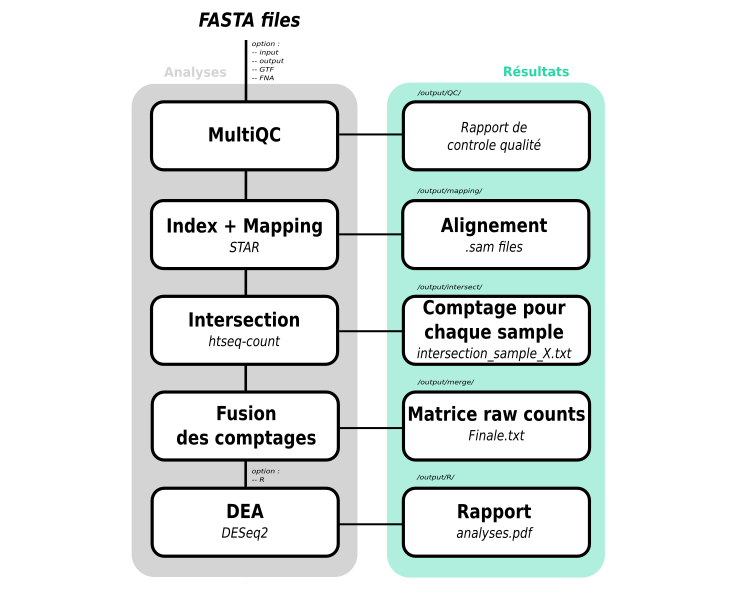 FASTA files
option :
-- input
-- output
-- GTF
-- FNA
Analyses
Résultats
/output/QC/
MultiQC
Rapport de
controle qualité
/output/mapping/
Index + Mapping
STAR
Alignement
.sam files
/output/intersect/
Intersection
htseq-count
Comptage pour
chaque sample
intersection_sample_X.txt
/output/merge/
Fusion
des comptages
Matrice raw counts
Finale.txt
option :
-- R
/output/R/
DEA
DESeq2
Rapport
analyses.pdf